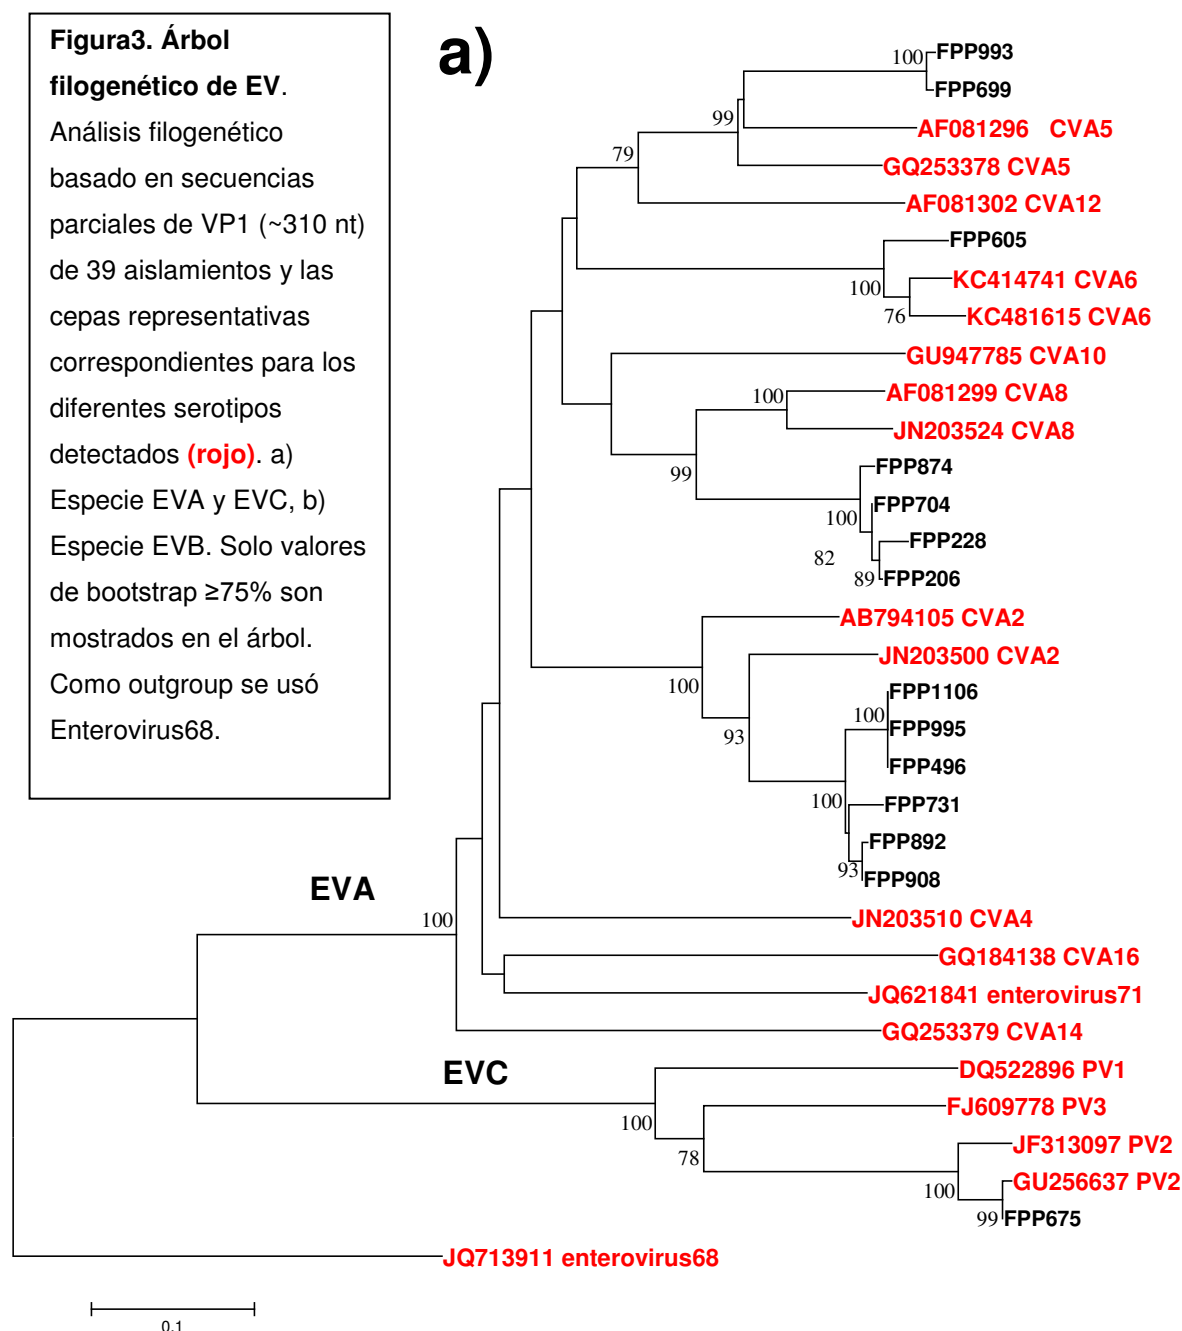 Figura3. Árbol
filogenético de EV.
Análisis filogenético
basado en secuencias
parciales de VP1 (~310 nt)
de 39 aislamientos y las
cepas representativas
correspondientes para los
diferentes serotipos
detectados (rojo). a)
Especie EVA y EVC, b)
Especie EVB. Solo valores
de bootstrap ≥75% son
mostrados en el árbol.
Como outgroup se usó
Enterovirus68.
a)
FPP993
100
FPP699
99
AF081296 CVA5
79
GQ253378 CVA5
AF081302 CVA12
FPP605
KC414741 CVA6
100
76
KC481615 CVA6
GU947785 CVA10
AF081299 CVA8
100
JN203524 CVA8
99
FPP874
FPP704
100
FPP228
82
89
FPP206
AB794105 CVA2
JN203500 CVA2
100
FPP1106
100
FPP995
93
FPP496
100
FPP731
FPP892
93
FPP908
EVA
100
JN203510 CVA4
GQ184138 CVA16
JQ621841 enterovirus71
GQ253379 CVA14
EVC
DQ522896 PV1
FJ609778 PV3
100
JF313097 PV2
78
GU256637 PV2
100
99
FPP675
JQ713911 enterovirus68
0.1